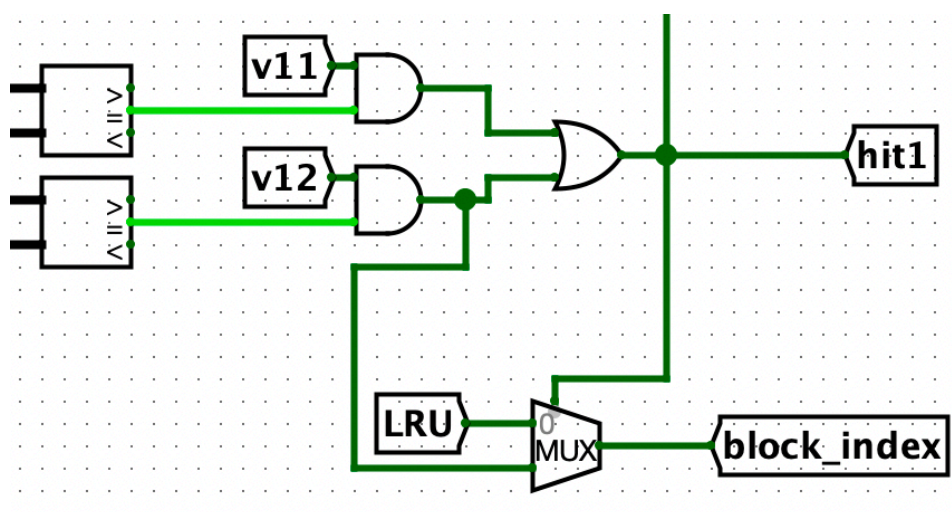 v11
> = <
hit1
v12
> = <
LRU
0
MUX
block_index